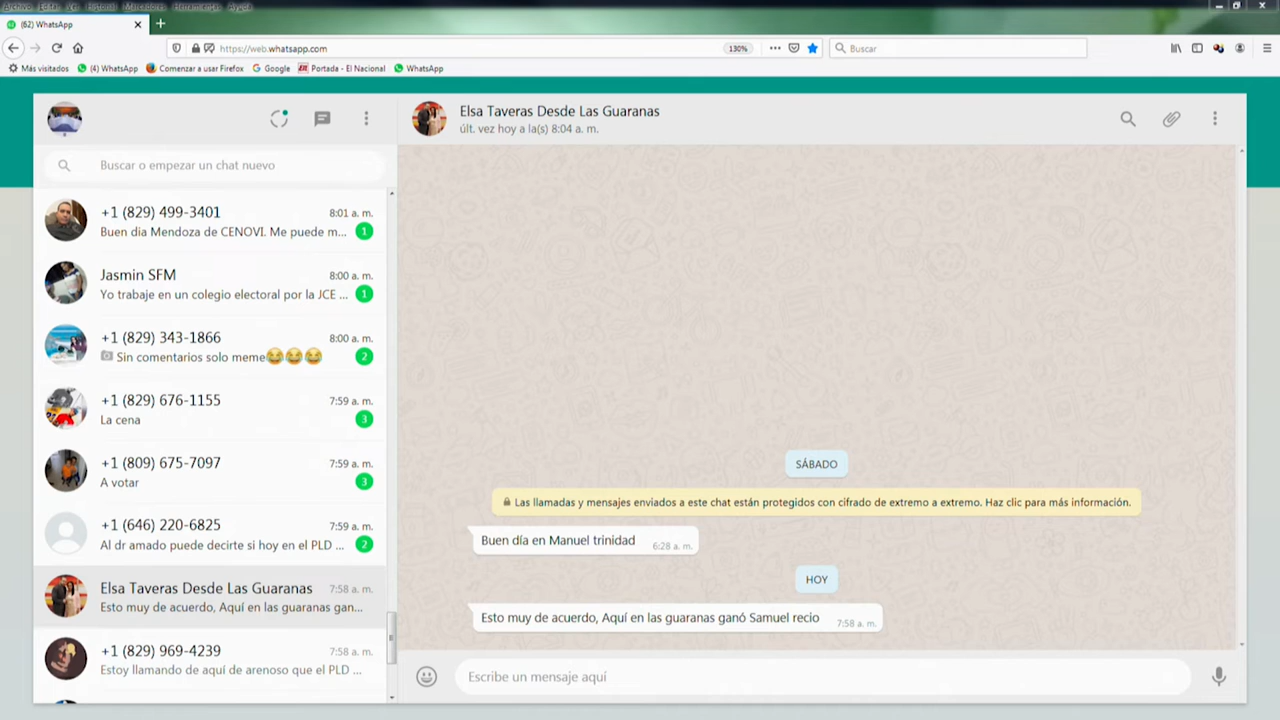 Archivo Editar Ver Historial Marcadores Herramientas Ayuda
(62) WhatsApp
https://web.whatsapp.com
130%
Buscar
Más visitados
(4) WhatsApp
Comenzar a usar Firefox
Google
Portada - El Nacional
WhatsApp
Buscar o empezar un chat nuevo
+1 (829) 499-3401 8:01 a. m.
Buen dia Mendoza de CENOVI. Me puede m... 1
Jasmin SFM 8:00 a. m.
Yo trabaje en un colegio electoral por la JCE ... 1
+1 (829) 343-1866 8:00 a. m.
Sin comentarios solo meme😂😂😂 2
+1 (829) 676-1155 7:59 a. m.
La cena 3
+1 (809) 675-7097 7:59 a. m.
A votar 3
+1 (646) 220-6825 7:59 a. m.
Al dr amado puede decirte si hoy en el PLD ... 2
Elsa Taveras Desde Las Guaranas 7:58 a. m.
Esto muy de acuerdo, Aquí en las guaranas gan...
+1 (829) 969-4239 7:58 a. m.
Estoy llamando de aquí de arenoso que el PLD ...
Elsa Taveras Desde Las Guaranas
últ. vez hoy a la(s) 8:04 a. m.
SÁBADO
Las llamadas y mensajes enviados a este chat están protegidos con cifrado de extremo a extremo. Haz clic para más información.
Buen día en Manuel trinidad 6:28 a. m.
HOY
Esto muy de acuerdo, Aquí en las guaranas ganó Samuel recio 7:58 a. m.
Escribe un mensaje aquí